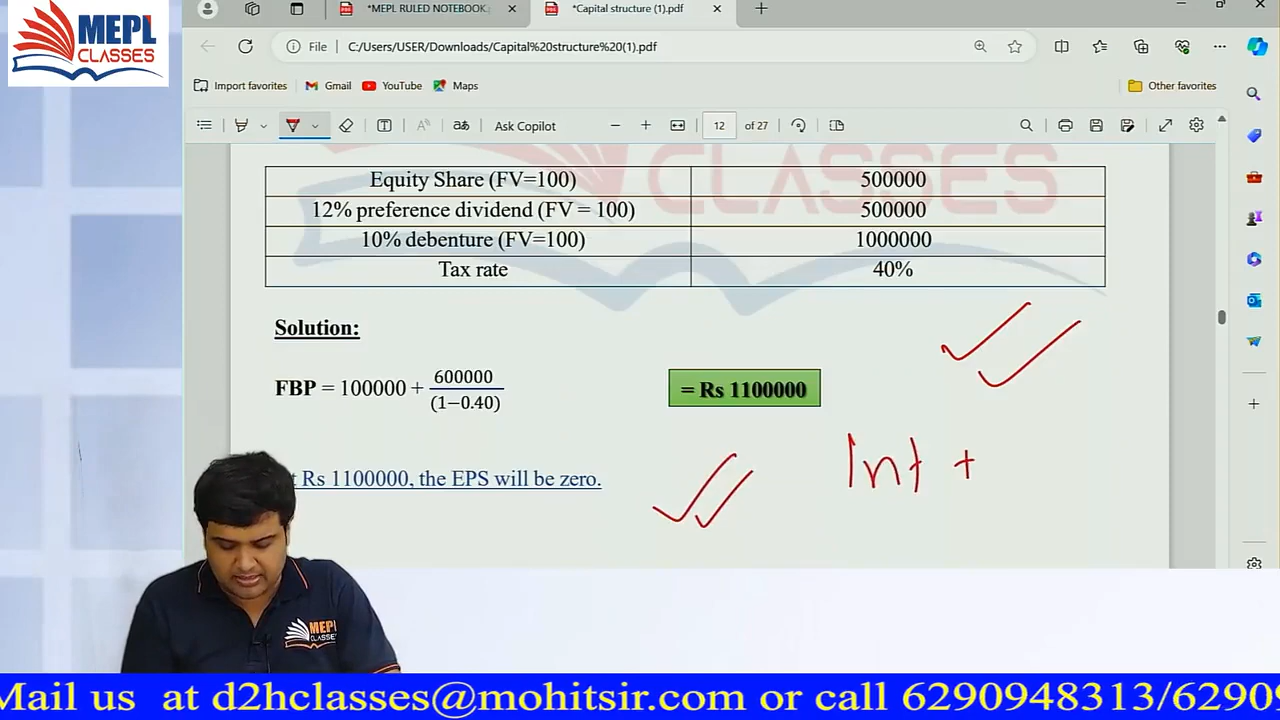 MEPL
CLASSES
*MEPL RULED NOTEBOOK
*Capital structure (1).pdf
File C:/Users/USER/Downloads/Capital%20structure%20(1).pdf
Import favorites Gmail YouTube Maps Other favorites
Ask Copilot 12 of 27
CLASSES
Equity Share (FV=100) 500000
12% preference dividend (FV = 100) 500000
10% debenture (FV=100) 1000000
Tax rate 40%
Solution:
FBP = 100000 + 600000/(1−0.40) = Rs 1100000
Int +
t Rs 1100000, the EPS will be zero.
MEPL
CLASSES
Mail us at d2hclasses@mohitsir.com or call 6290948313/6290